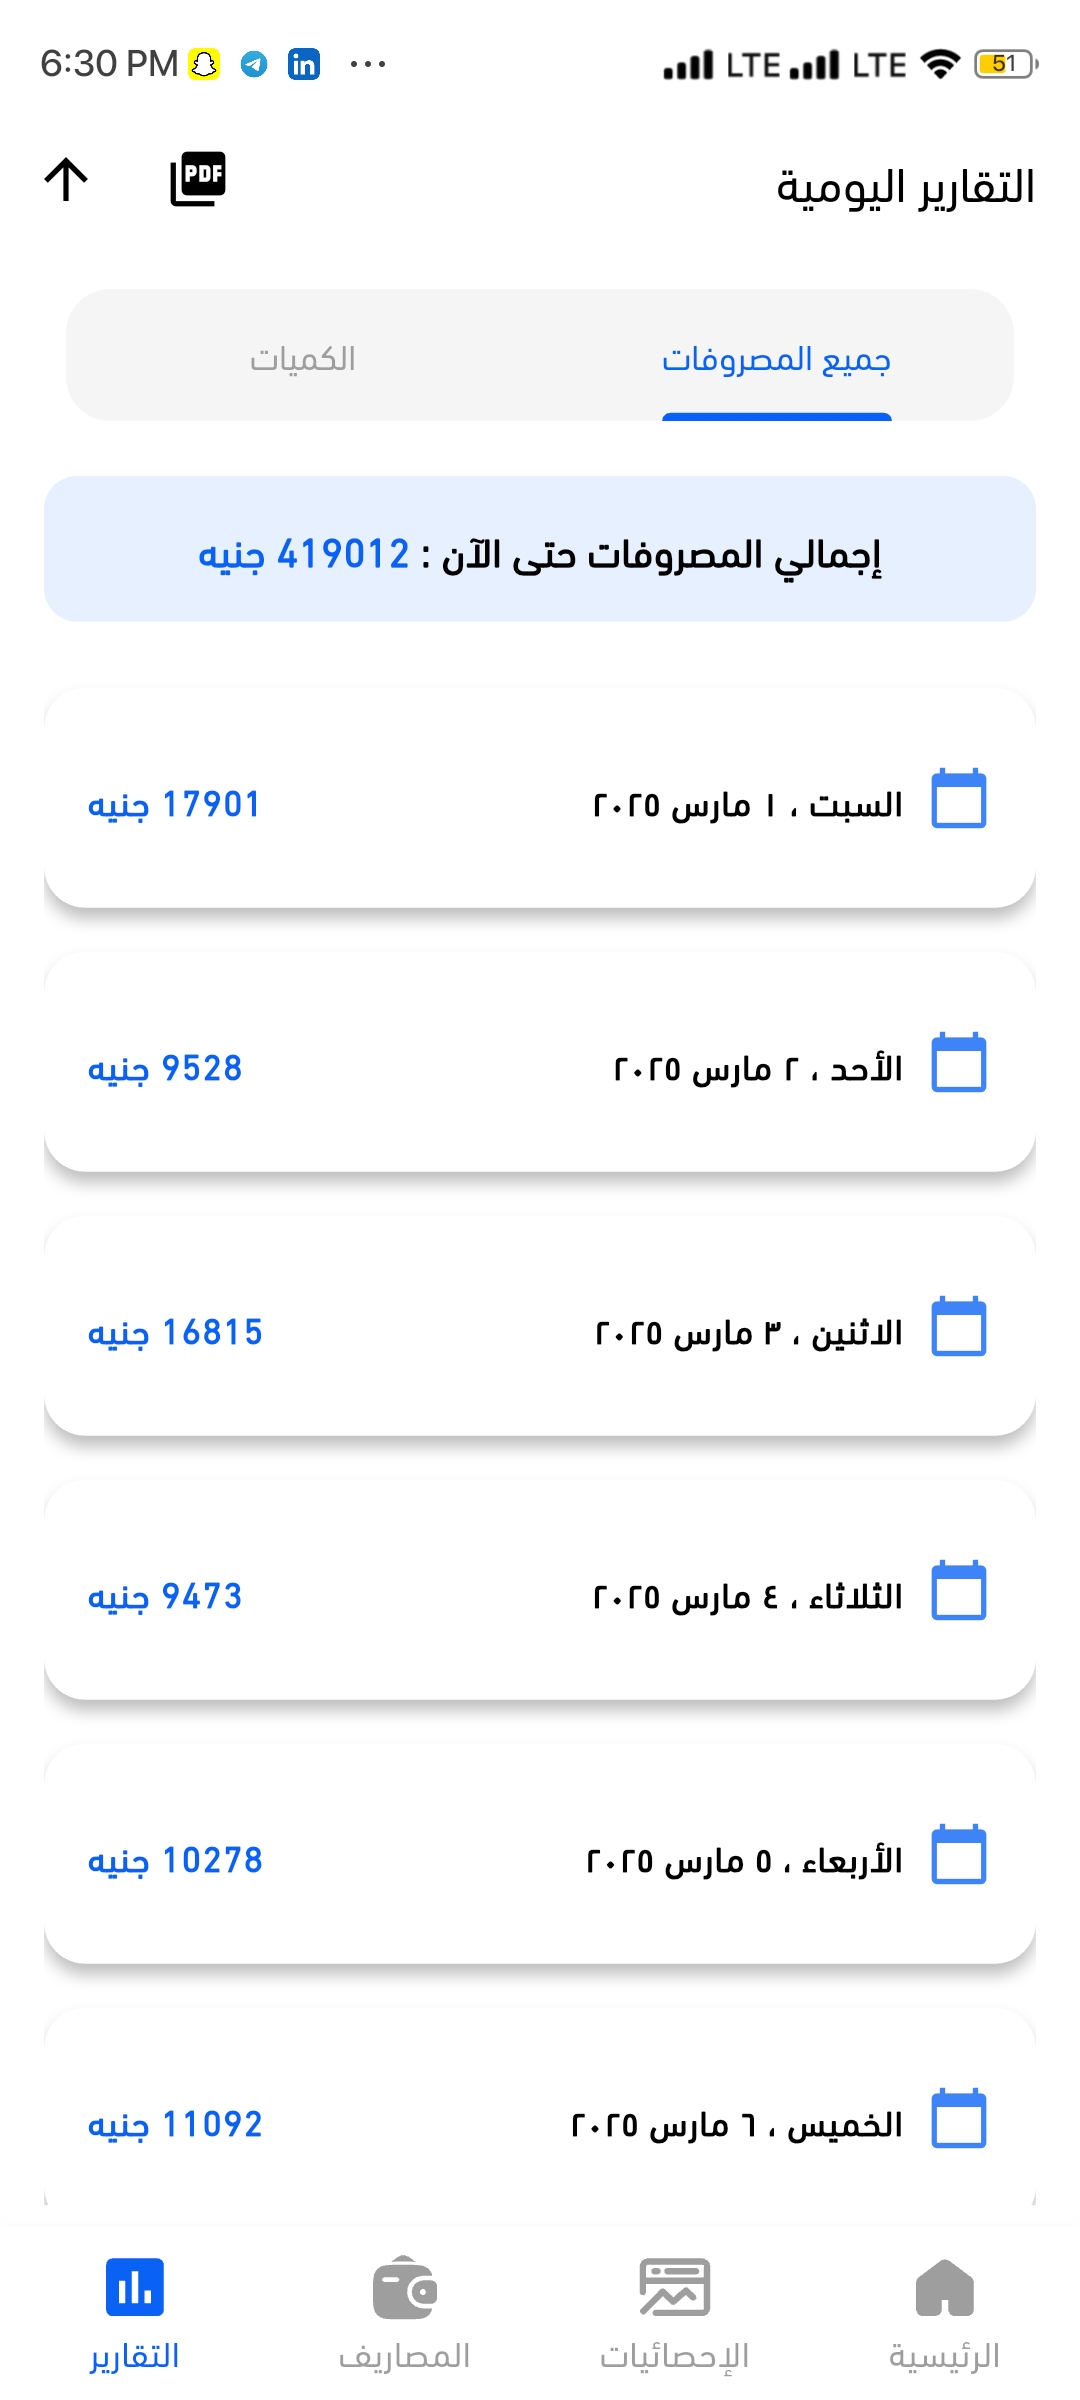 6:30 PM in ... LTE LTE 51
التقارير اليومية PDF
جميع المصروفات الكميات
إجمالي المصروفات حتى الآن : 419012 جنيه
السبت ، ١ مارس ٢٠٢٥ 17901 جنيه
الأحد ، ٢ مارس ٢٠٢٥ 9528 جنيه
الاثنين ، ٣ مارس ٢٠٢٥ 16815 جنيه
الثلاثاء ، ٤ مارس ٢٠٢٥ 9473 جنيه
الأربعاء ، ٥ مارس ٢٠٢٥ 10278 جنيه
الخميس ، ٦ مارس ٢٠٢٥ 11092 جنيه
الرئيسية الإحصائيات المصاريف التقارير